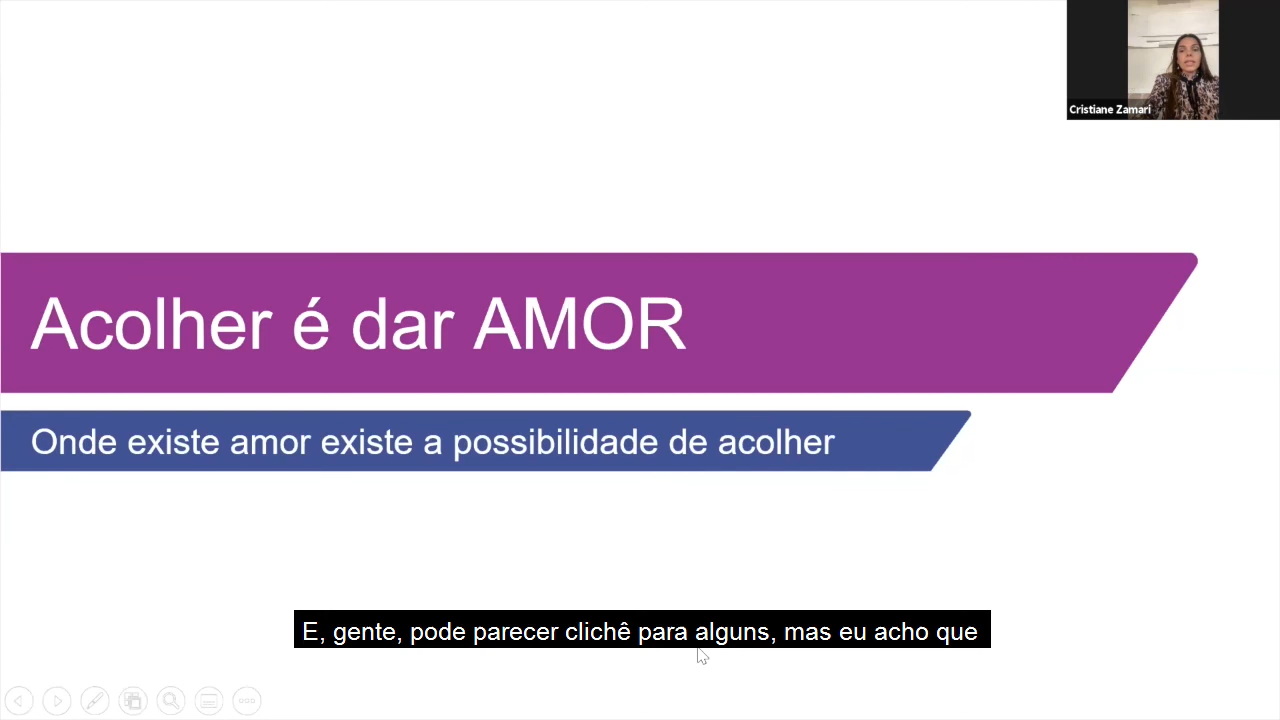 Cristiane Zamari
Acolher é dar AMOR
Onde existe amor existe a possibilidade de acolher
E, gente, pode parecer clichê para alguns, mas eu acho que